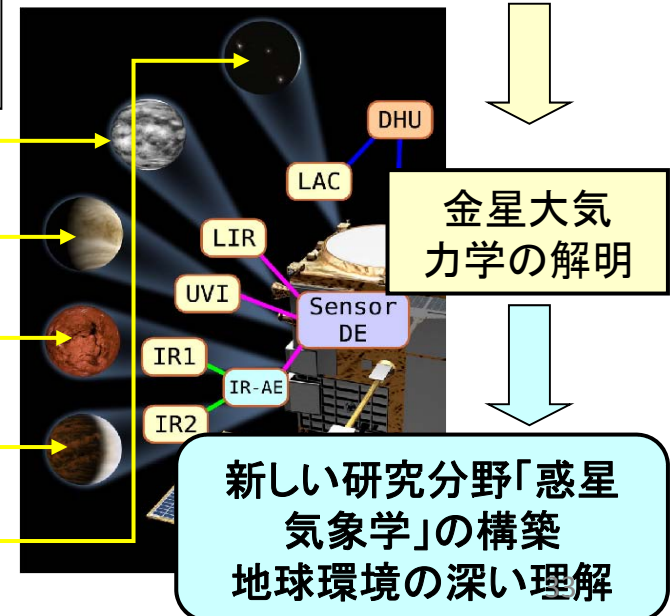 DHU
LAC
LIR
UVI
Sensor
DE
IR1
IR-AE
IR2
金星大気
力学の解明
新しい研究分野「惑星
気象学」の構築
地球環境の深い理解
33